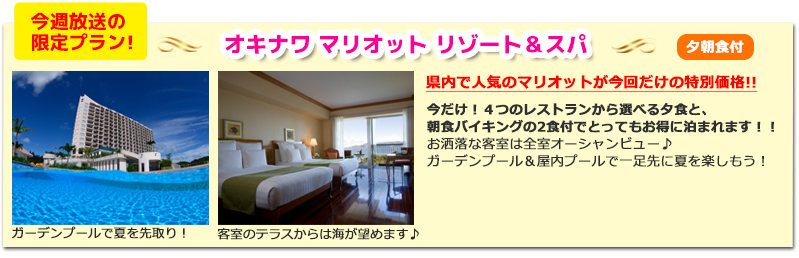 今週放送の
限定プラン!
オキナワ マリオット リゾート＆スパ
夕朝食付
県内で人気のマリオットが今回だけの特別価格!!
今だけ！４つのレストランから選べる夕食と、
朝食バイキングの2食付でとってもお得に泊まれます！！
お洒落な客室は全室オーシャンビュー♪
ガーデンプール＆屋内プールで一足先に夏を楽しもう！
ガーデンプールで夏を先取り！
客室のテラスからは海が望めます♪